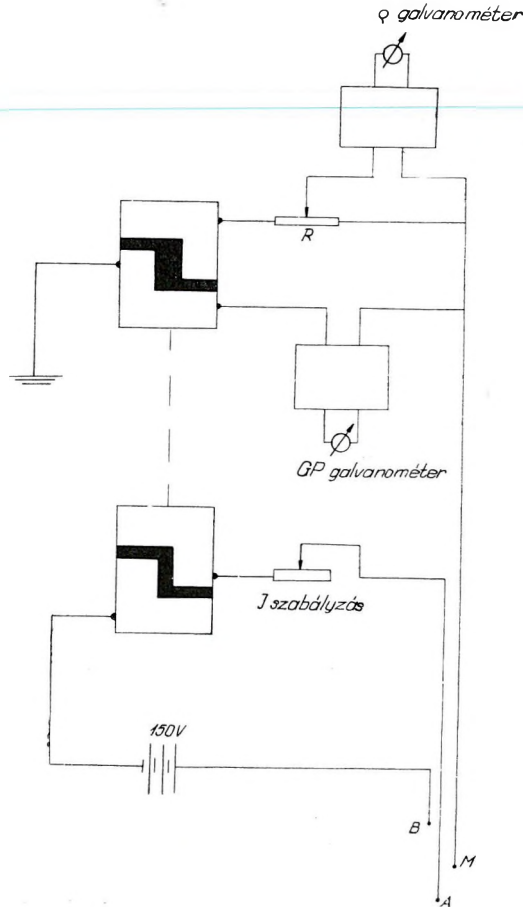 ϱ galvanométer
R
GP galvanométer
J szabályzás
150V
B
M
A